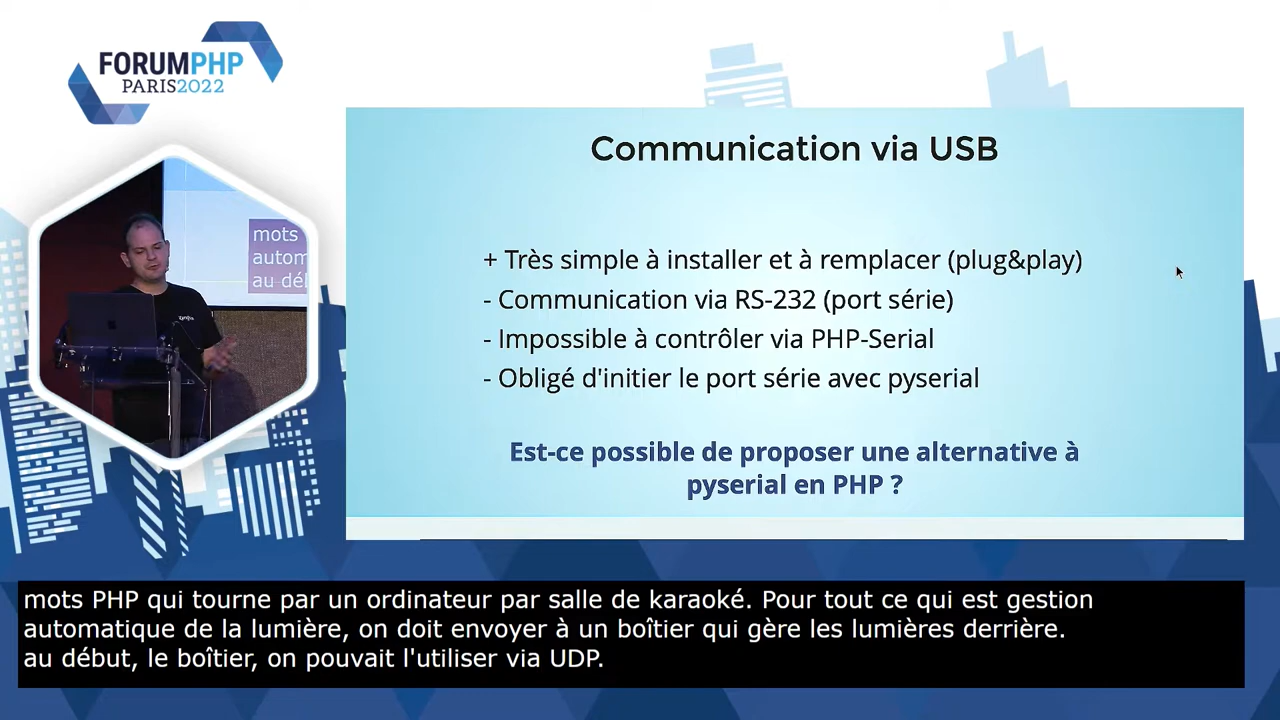 FORUMPHP
PARIS2022
mots
autom
au dé
Communication via USB
+ Très simple à installer et à remplacer (plug&play)
- Communication via RS-232 (port série)
- Impossible à contrôler via PHP-Serial
- Obligé d'initier le port série avec pyserial
Est-ce possible de proposer une alternative à
pyserial en PHP ?
mots PHP qui tourne par un ordinateur par salle de karaoké. Pour tout ce qui est gestion
automatique de la lumière, on doit envoyer à un boîtier qui gère les lumières derrière.
au début, le boîtier, on pouvait l'utiliser via UDP.